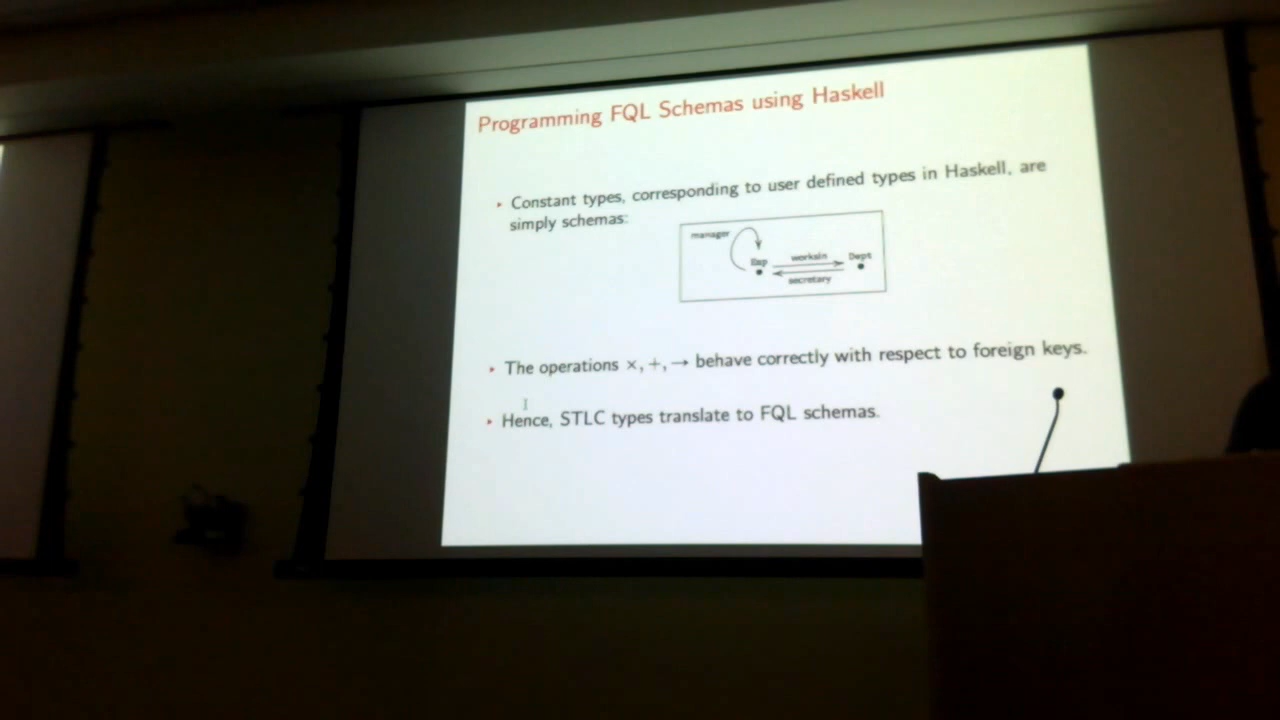 Programming FQL Schemas using Haskell
▸ Constant types, corresponding to user defined types in Haskell, are
simply schemas:
manager
Emp
worksIn
Dept
secretary
▸ The operations ×, +, → behave correctly with respect to foreign keys.
▸ Hence, STLC types translate to FQL schemas.